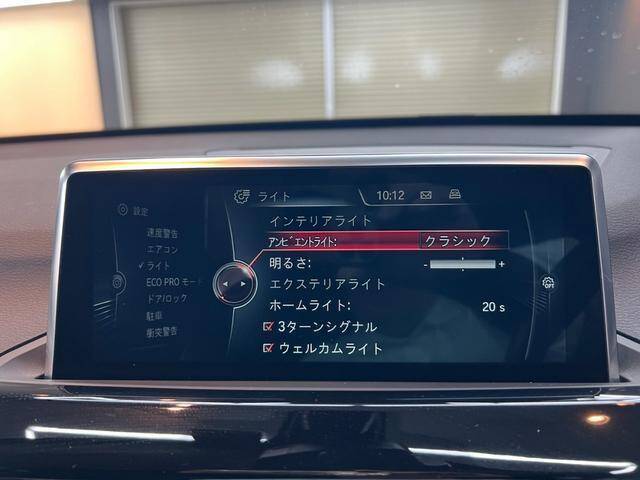 ライト 10:12
設定
速度警告
エアコン
✓ライト
ECO PRO モー
ドア/ロック
駐車
衝突警告
インテリアライト
アンビエントライト: クラシック
明るさ: - +
エクステリアライト
ホームライト: 20 s
3ターンシグナル
ウェルカムライト
OFF